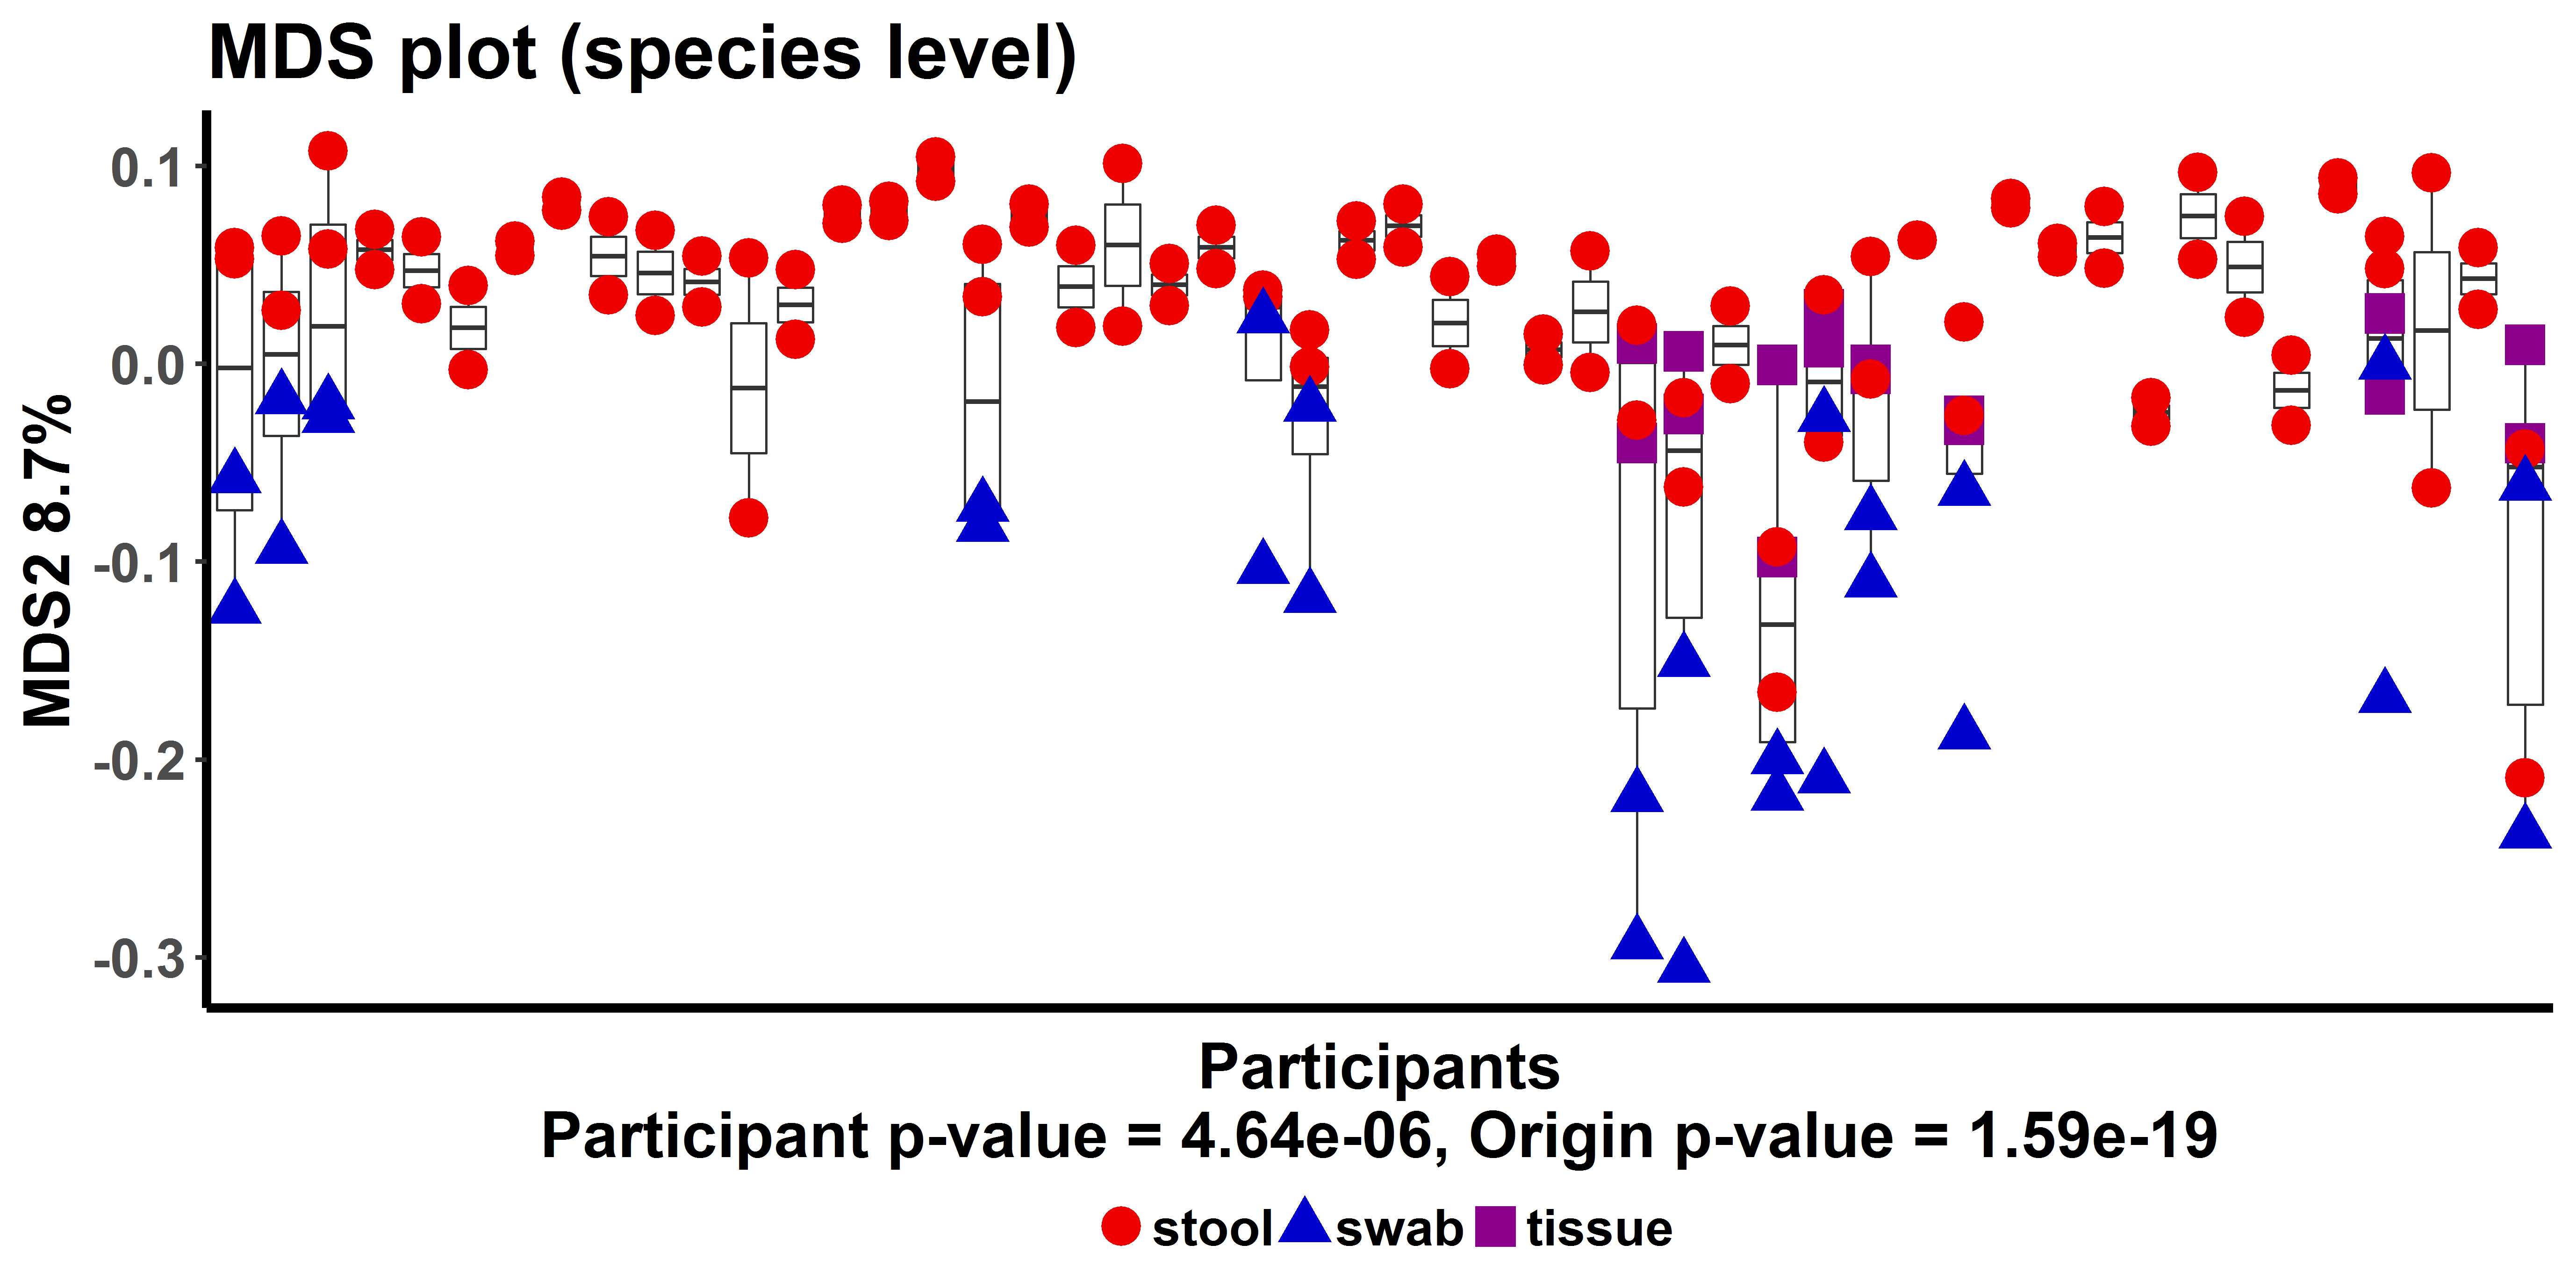 MDS plot (species level)
MDS2 8.7%
0.1
0.0
-0.1
-0.2
-0.3
Participants
Participant p-value = 4.64e-06, Origin p-value = 1.59e-19
stool swab tissue